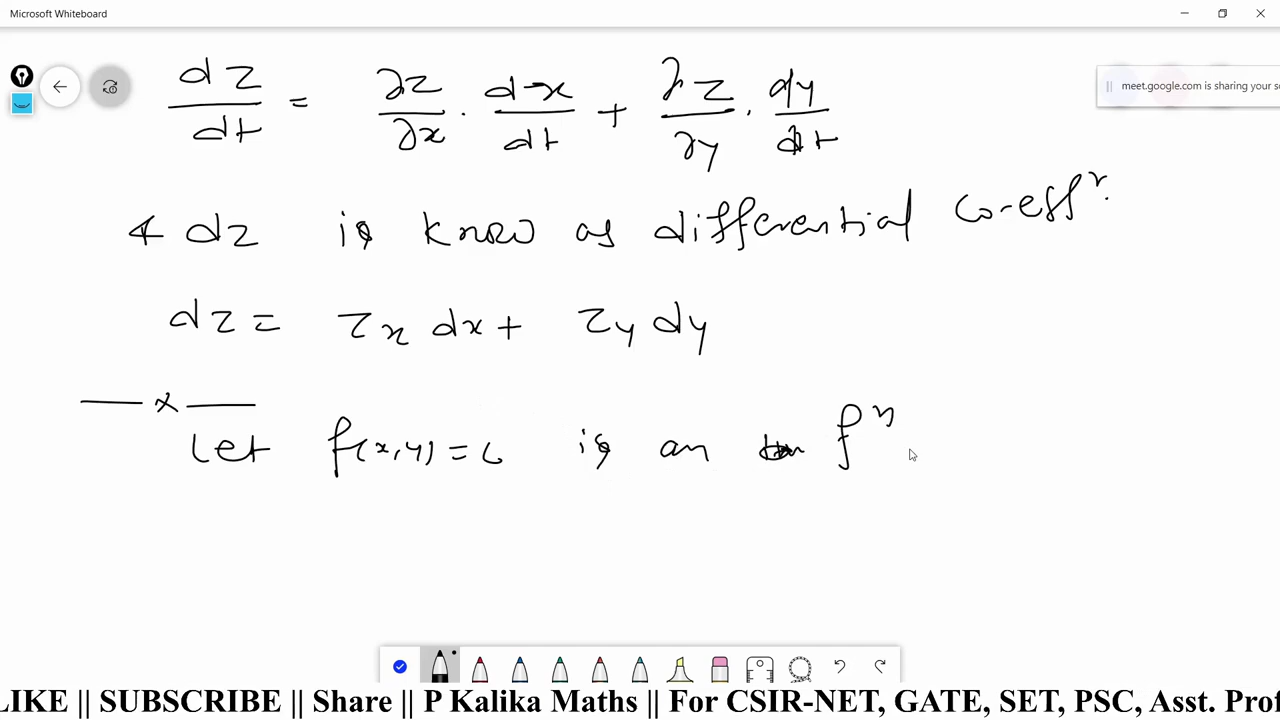 Microsoft Whiteboard
meet.google.com is sharing your s
dz/dt = ∂z/∂x · dx/dt + ∂z/∂y · dy/dt
& dz is know as differential co-effⁿ.
dz = zₓ dx + z_y dy
— x —
Let f(x,y) = c is an fⁿ
LIKE || SUBSCRIBE || Share || P Kalika Maths || For CSIR-NET, GATE, SET, PSC, Asst. Prof